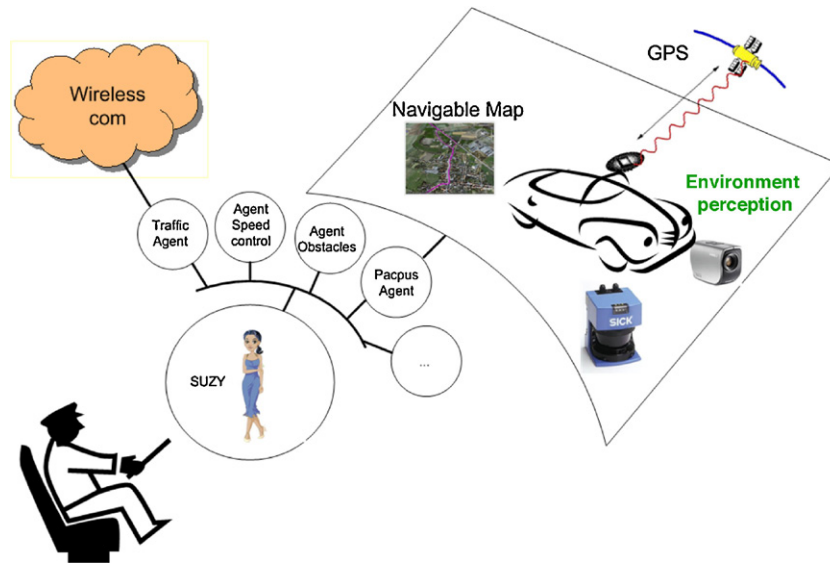 Wireless
com
GPS
Navigable Map
Environment
perception
Traffic
Agent
Agent
Speed
control
Agent
Obstacles
Pacpus
Agent
...
SUZY
SICK